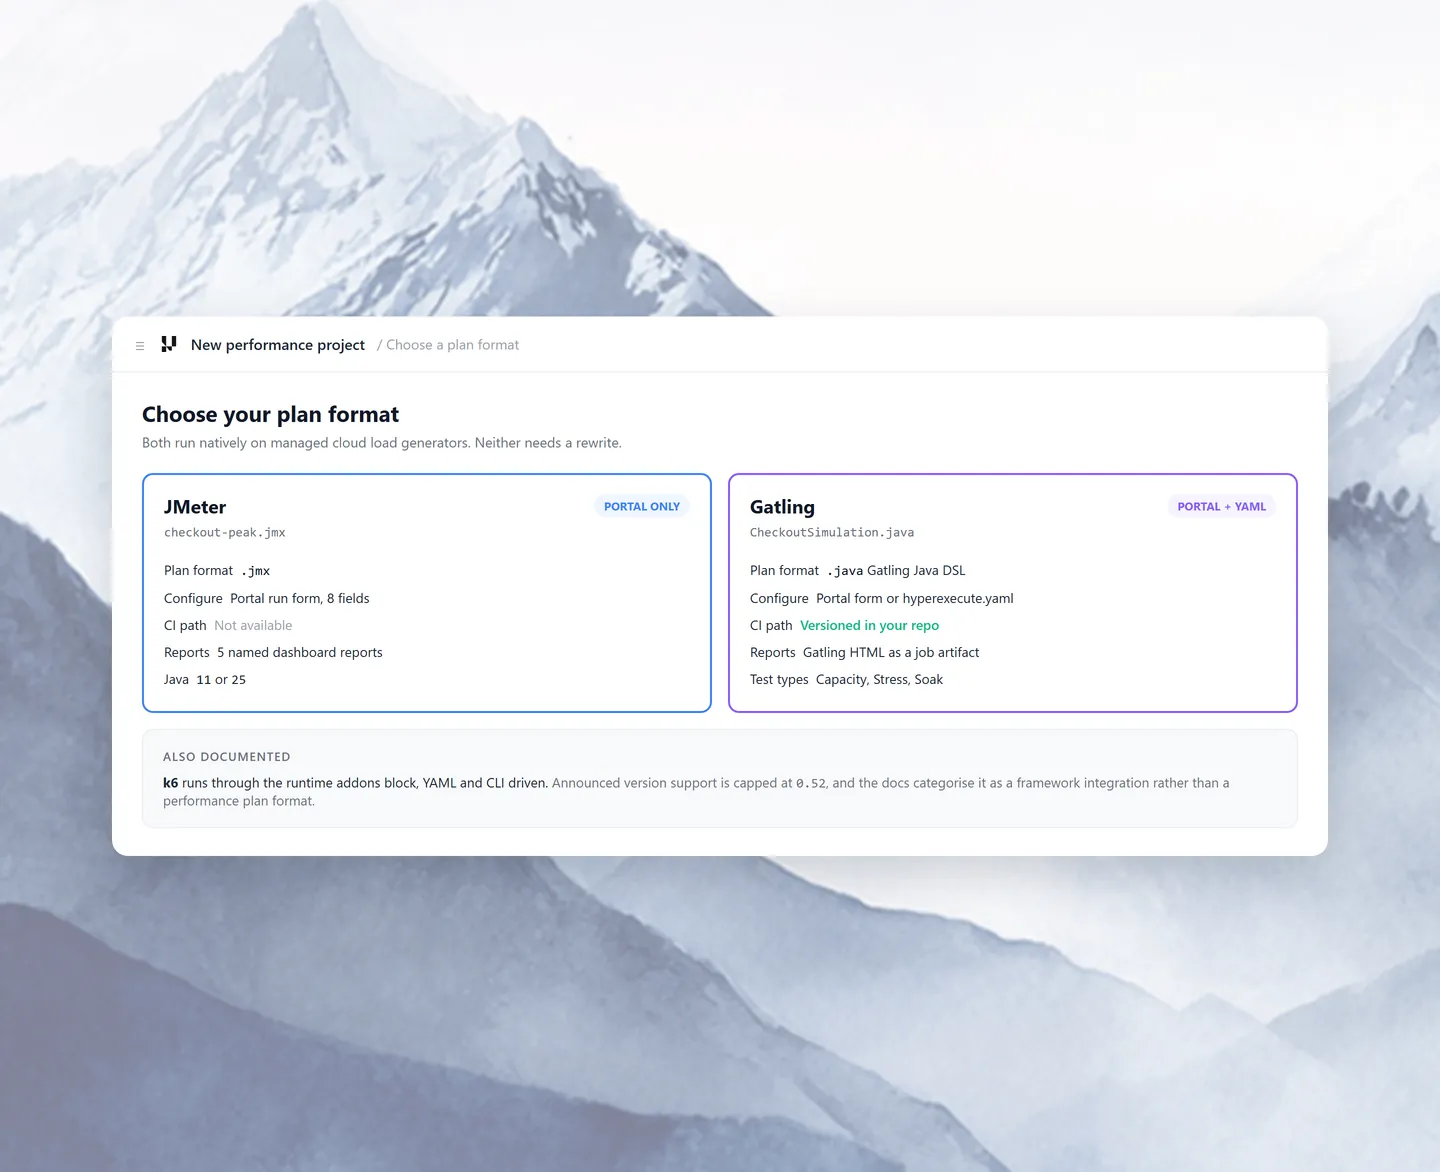 New performance project / Choose a plan format
Choose your plan format
Both run natively on managed cloud load generators. Neither needs a rewrite.
JMeter
PORTAL ONLY
checkout-peak.jmx
Plan format .jmx
Configure Portal run form, 8 fields
CI path Not available
Reports 5 named dashboard reports
Java 11 or 25
Gatling
PORTAL + YAML
CheckoutSimulation.java
Plan format .java Gatling Java DSL
Configure Portal form or hyperexecute.yaml
CI path Versioned in your repo
Reports Gatling HTML as a job artifact
Test types Capacity, Stress, Soak
ALSO DOCUMENTED
k6 runs through the runtime addons block, YAML and CLI driven. Announced version support is capped at 0.52, and the docs categorise it as a framework integration rather than a
performance plan format.